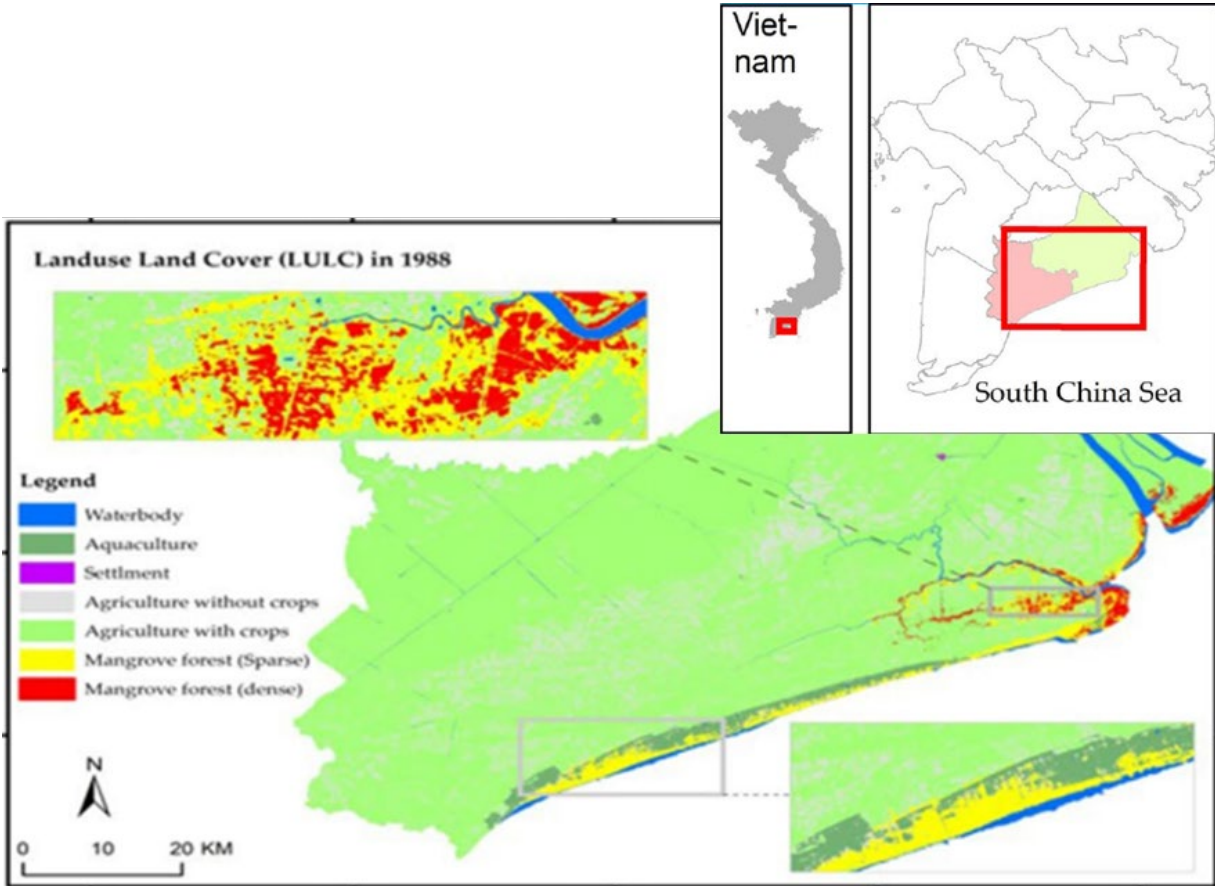 Viet-
nam
South China Sea
Landuse Land Cover (LULC) in 1988
Legend
Waterbody
Aquaculture
Settlment
Agriculture without crops
Agriculture with crops
Mangrove forest (Sparse)
Mangrove forest (dense)
N
0 10 20 KM